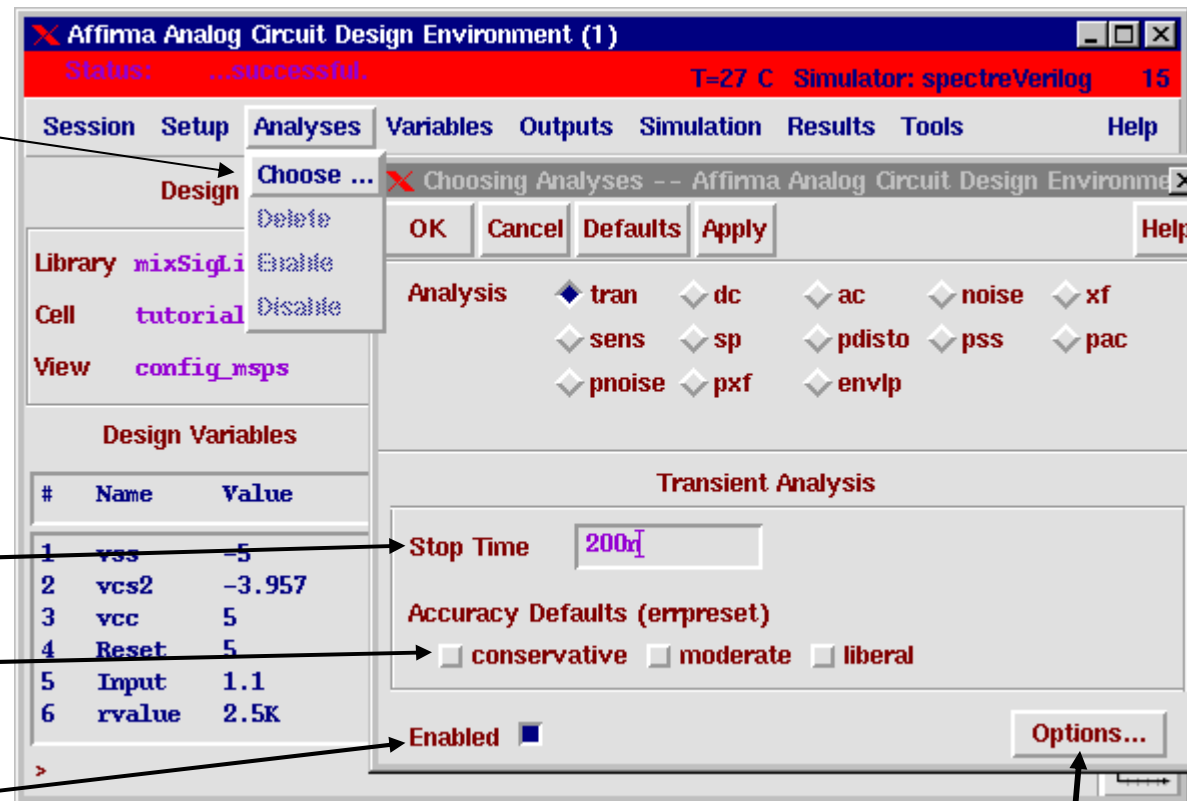 Affirma Analog Circuit Design Environment (1)
Status: ...successful. T=27 C Simulator: spectreVerilog 15
Session Setup Analyses Variables Outputs Simulation Results Tools Help
Choose ...
Delete
Enable
Disable
Design
Library mixSigLi
Cell tutorial
View config_msps
Design Variables
# Name Value
1 vss -5
2 vcs2 -3.957
3 vcc 5
4 Reset 5
5 Input 1.1
6 rvalue 2.5K
>
Choosing Analyses -- Affirma Analog Circuit Design Environme
OK Cancel Defaults Apply Help
Analysis tran dc ac noise xf
sens sp pdisto pss pac
pnoise pxf envlp
Transient Analysis
Stop Time 200n
Accuracy Defaults (errpreset)
conservative moderate liberal
Enabled Options...